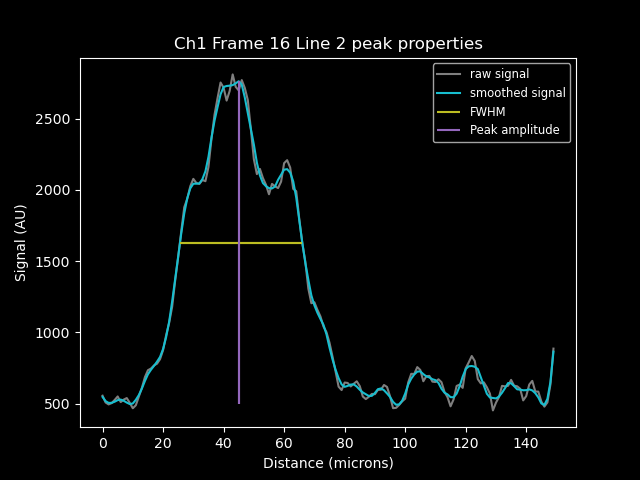 Ch1 Frame 16 Line 2 peak properties
raw signal
smoothed signal
FWHM
Peak amplitude
Signal (AU)
2500
2000
1500
1000
500
0 20 40 60 80 100 120 140
Distance (microns)